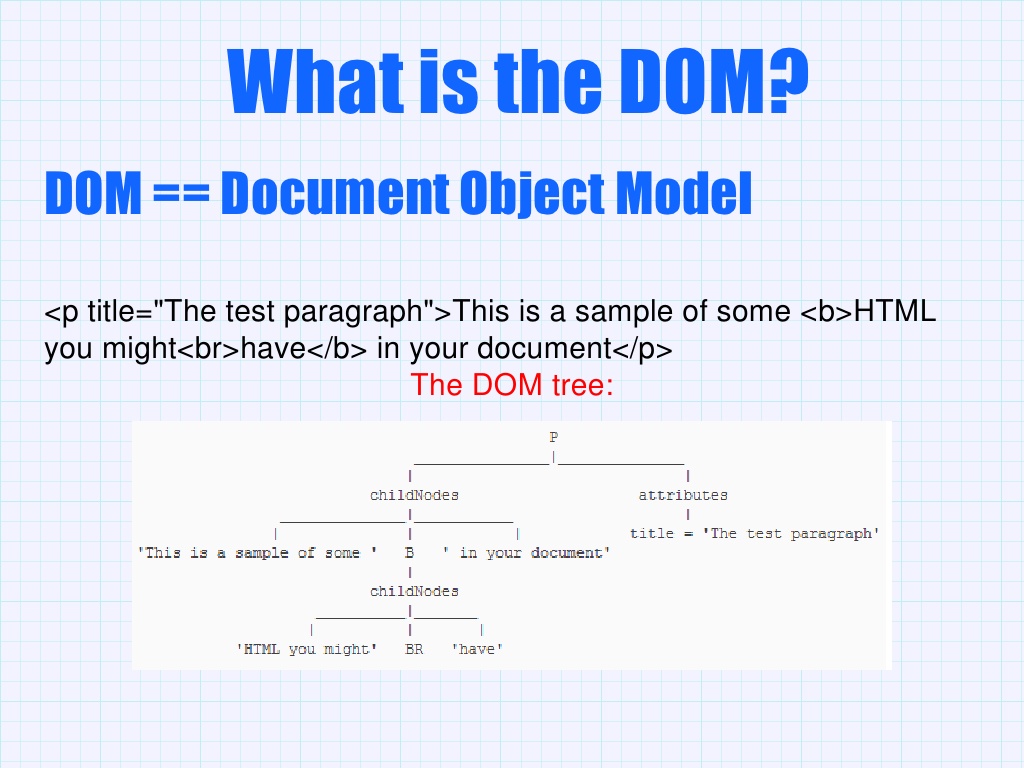 What is the DOM?
DOM == Document Object Model
<p title="The test paragraph">This is a sample of some <b>HTML
you might<br>have</b> in your document</p>
The DOM tree:
P
childNodes attributes
title = 'The test paragraph'
'This is a sample of some ' B ' in your document'
childNodes
'HTML you might' BR 'have'